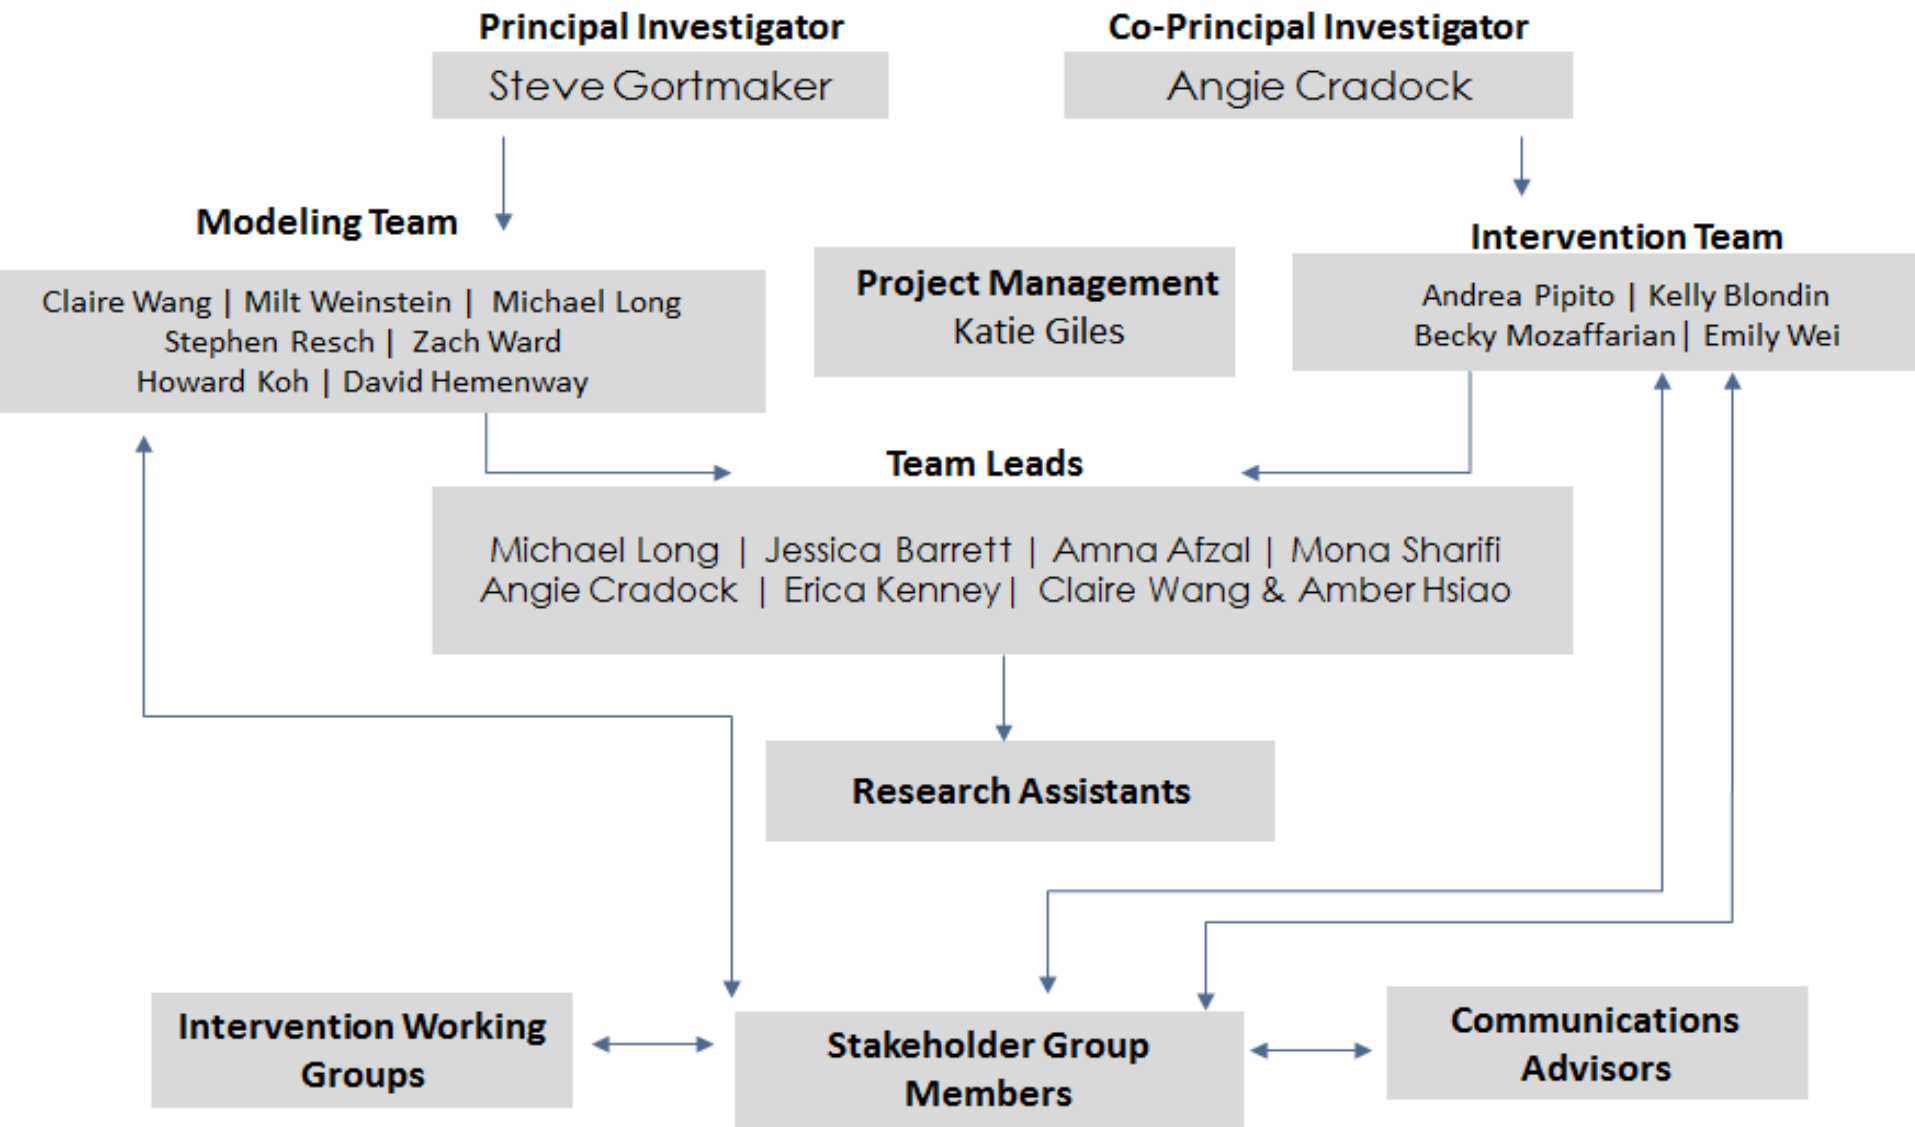 Principal Investigator
Steve Gortmaker
Co-Principal Investigator
Angie Cradock
Modeling Team
Claire Wang | Milt Weinstein | Michael Long
Stephen Resch | Zach Ward
Howard Koh | David Hemenway
Project Management
Katie Giles
Intervention Team
Andrea Pipito | Kelly Blondin
Becky Mozaffarian | Emily Wei
Team Leads
Michael Long | Jessica Barrett | Amna Afzal | Mona Sharifi
Angie Cradock | Erica Kenney | Claire Wang & Amber Hsiao
Research Assistants
Intervention Working
Groups
Stakeholder Group
Members
Communications
Advisors